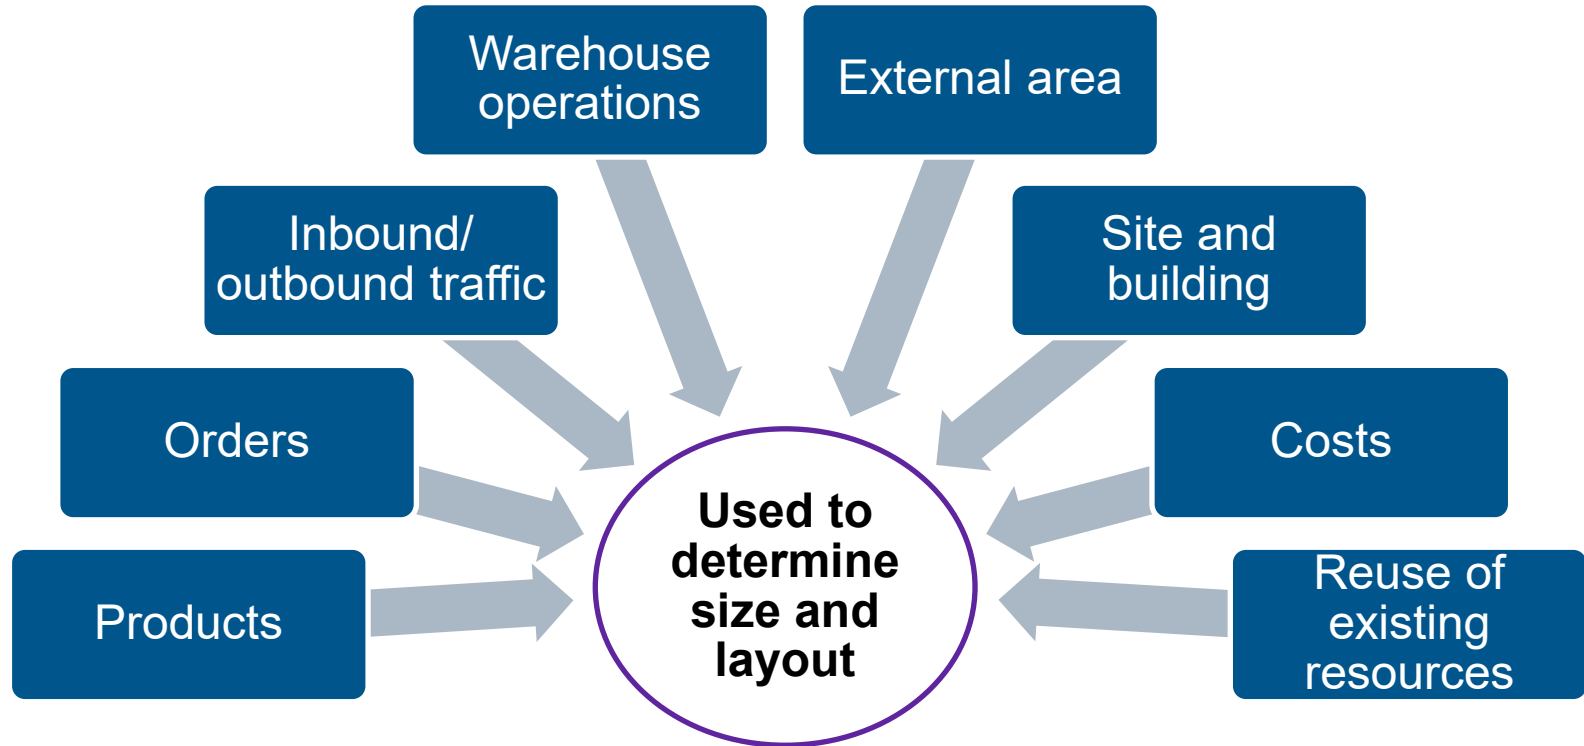 Warehouse
operations
External area
Inbound/
outbound traffic
Site and
building
Orders
Costs
Products
Reuse of
existing
resources
Used to
determine
size and
layout